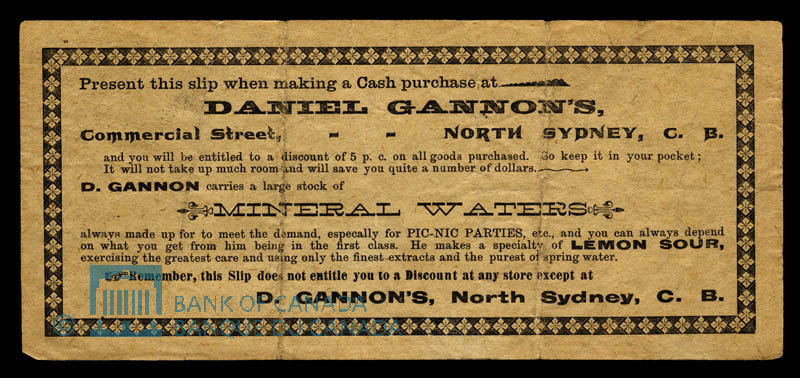 Present this slip when making a Cash purchase at
DANIEL GANNON'S,
Commercial Street, - - NORTH SYDNEY, C. B.
and you will be entitled to a discount of 5 p. c. on all goods purchased. So keep it in your pocket;
It will not take up much room and will save you quite a number of dollars.
D. GANNON carries a large stock of
MINERAL WATERS
always made up for to meet the demand, especally for PIC-NIC PARTIES, etc., and you can always depend
on what you get from him being in the first class. He makes a specialty of LEMON SOUR,
exercising the greatest care and using only the finest extracts and the purest of spring water.
Remember, this Slip does not entitle you to a Discount at any store except at
D. GANNON'S, North Sydney, C. B.
© BANK OF CANADA
BANQUE DU CANADA